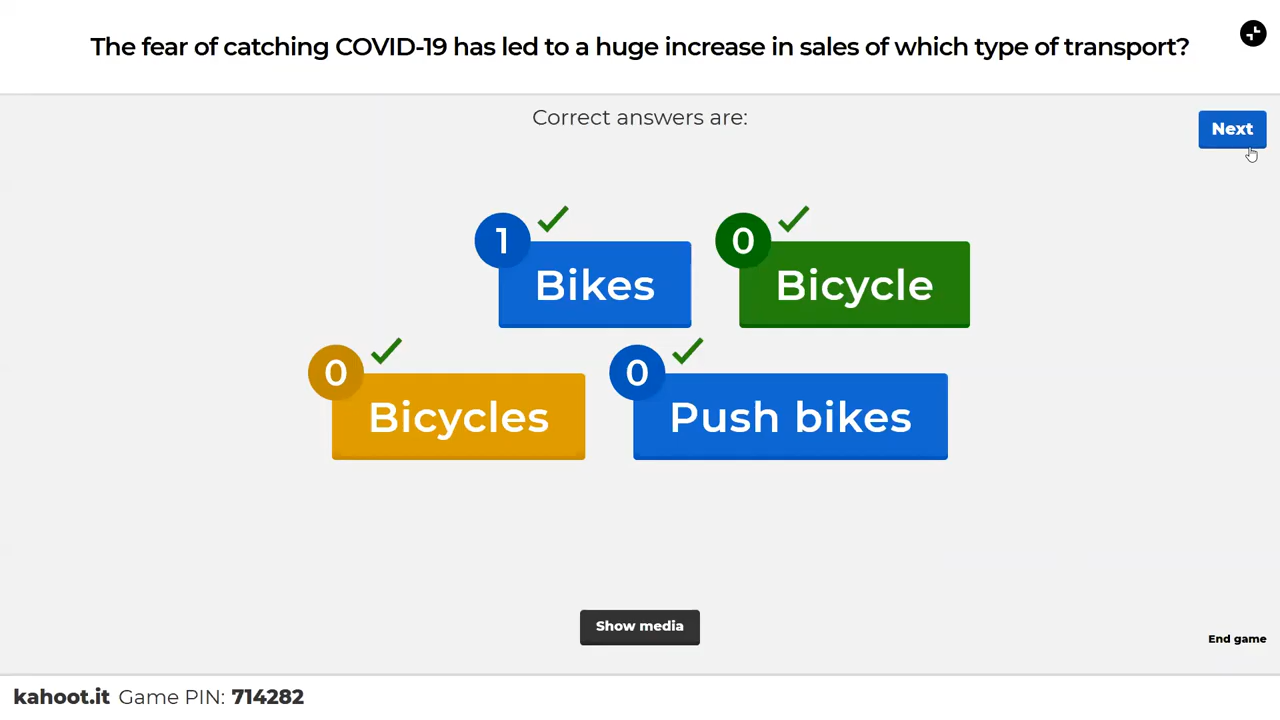 The fear of catching COVID-19 has led to a huge increase in sales of which type of transport?
Correct answers are:
Next
1
Bikes
0
Bicycle
0
Bicycles
0
Push bikes
Show media
End game
kahoot.it Game PIN: 714282